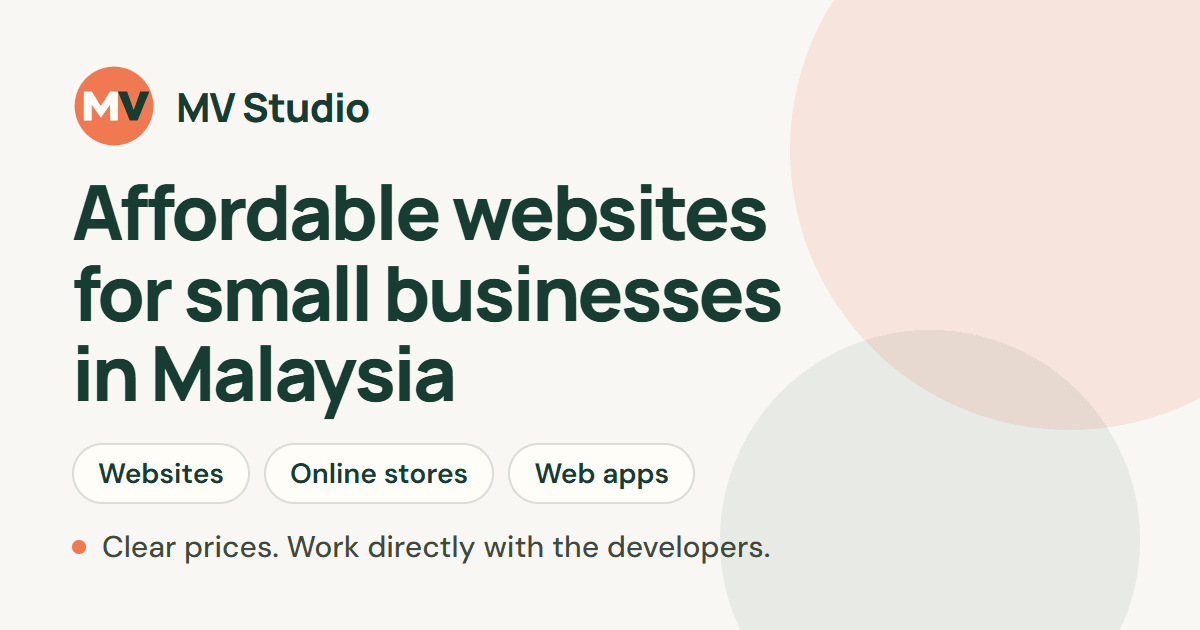 MV
MV Studio
Affordable websites
for small businesses
in Malaysia
Websites
Online stores
Web apps
Clear prices. Work directly with the developers.